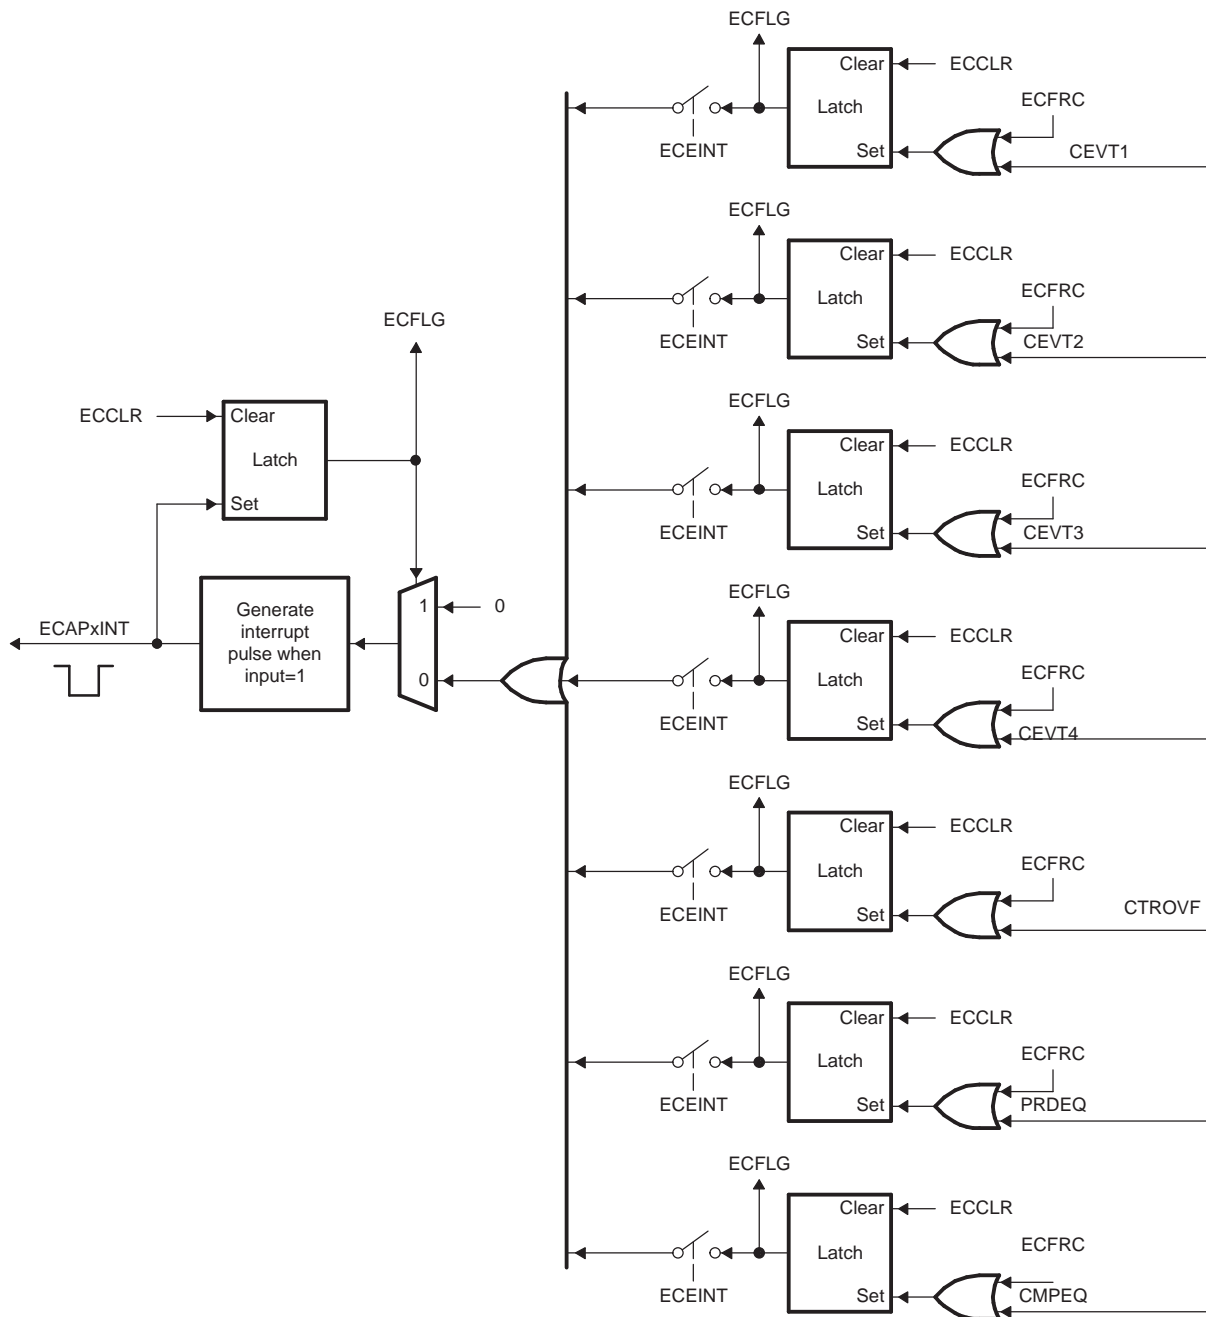 ECFLG
Clear
ECCLR
ECFRC
Latch
ECEINT
Set
CEVT1
ECFLG
Clear
ECCLR
ECFRC
Latch
ECEINT
Set
CEVT2
ECFLG
ECCLR
Clear
Latch
Set
ECFLG
Clear
ECCLR
ECFRC
Latch
ECEINT
Set
CEVT3
ECAPxINT
Generate
interrupt
pulse when
input=1
1
0
0
ECFLG
Clear
ECCLR
ECFRC
Latch
ECEINT
Set
CEVT4
ECFLG
Clear
ECCLR
ECFRC
Latch
ECEINT
Set
CTROVF
ECFLG
Clear
ECCLR
ECFRC
Latch
ECEINT
Set
PRDEQ
ECFLG
Clear
ECCLR
ECFRC
Latch
ECEINT
Set
CMPEQ